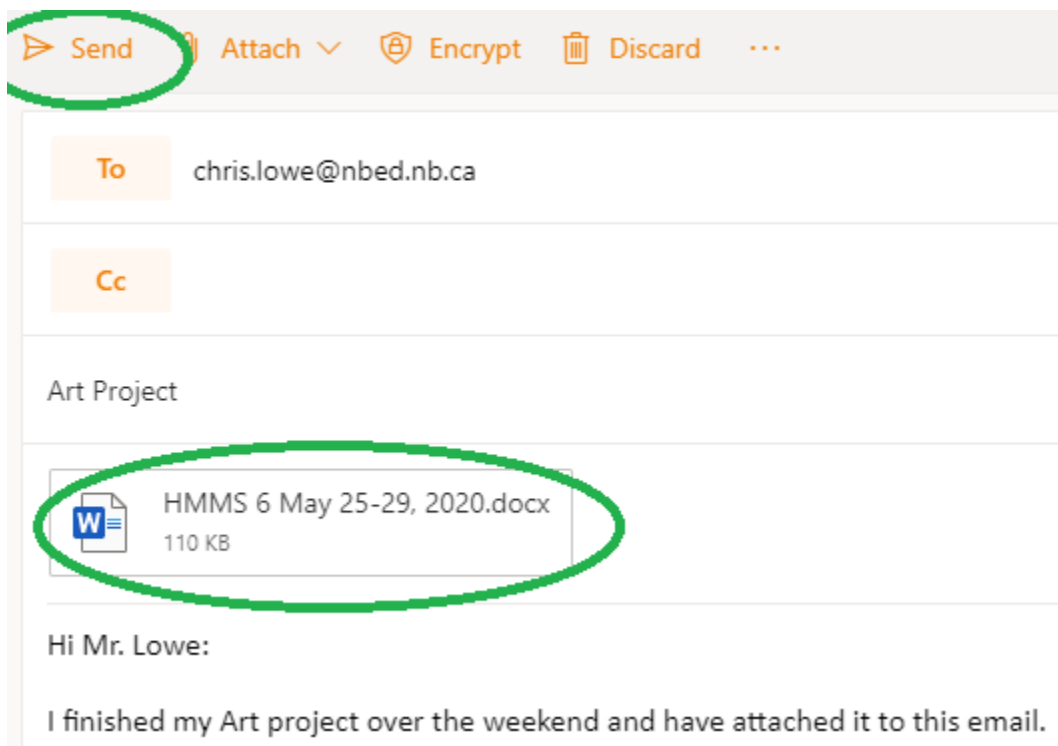 Send Attach Encrypt Discard ...
To chris.lowe@nbed.nb.ca
Cc
Art Project
W HMMS 6 May 25-29, 2020.docx
110 KB
Hi Mr. Lowe:
I finished my Art project over the weekend and have attached it to this email.